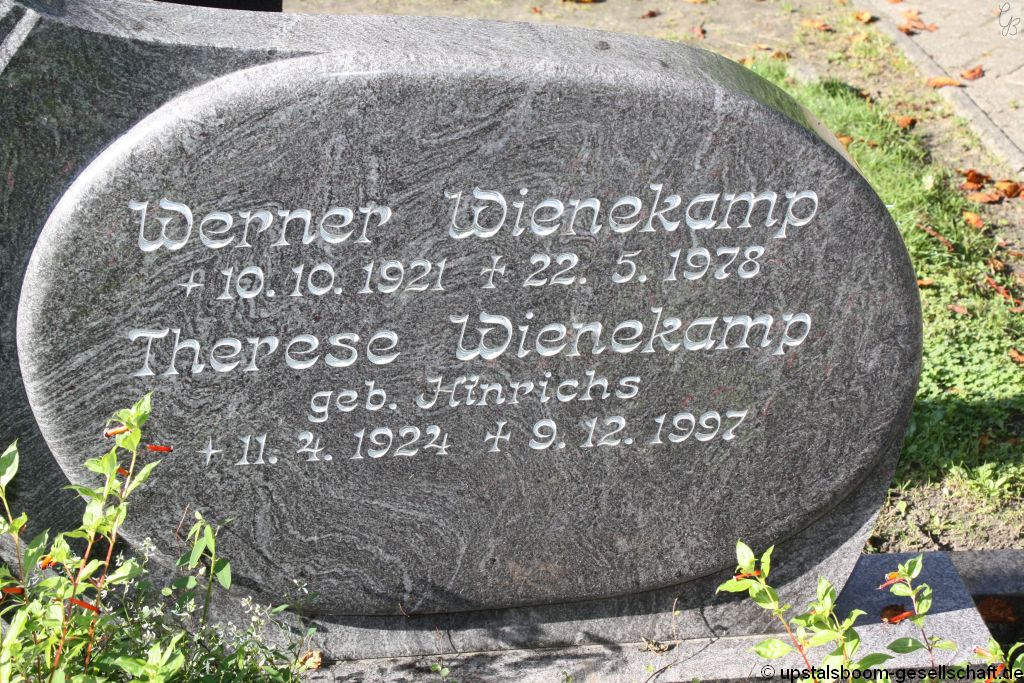 Werner Wienekamp
+ 10. 10. 1921 + 22. 5. 1978
Therese Wienekamp
geb. Hinrichs
+ 11. 4. 1924 + 9. 12. 1997
© upstalsboom-gesellschaft.de